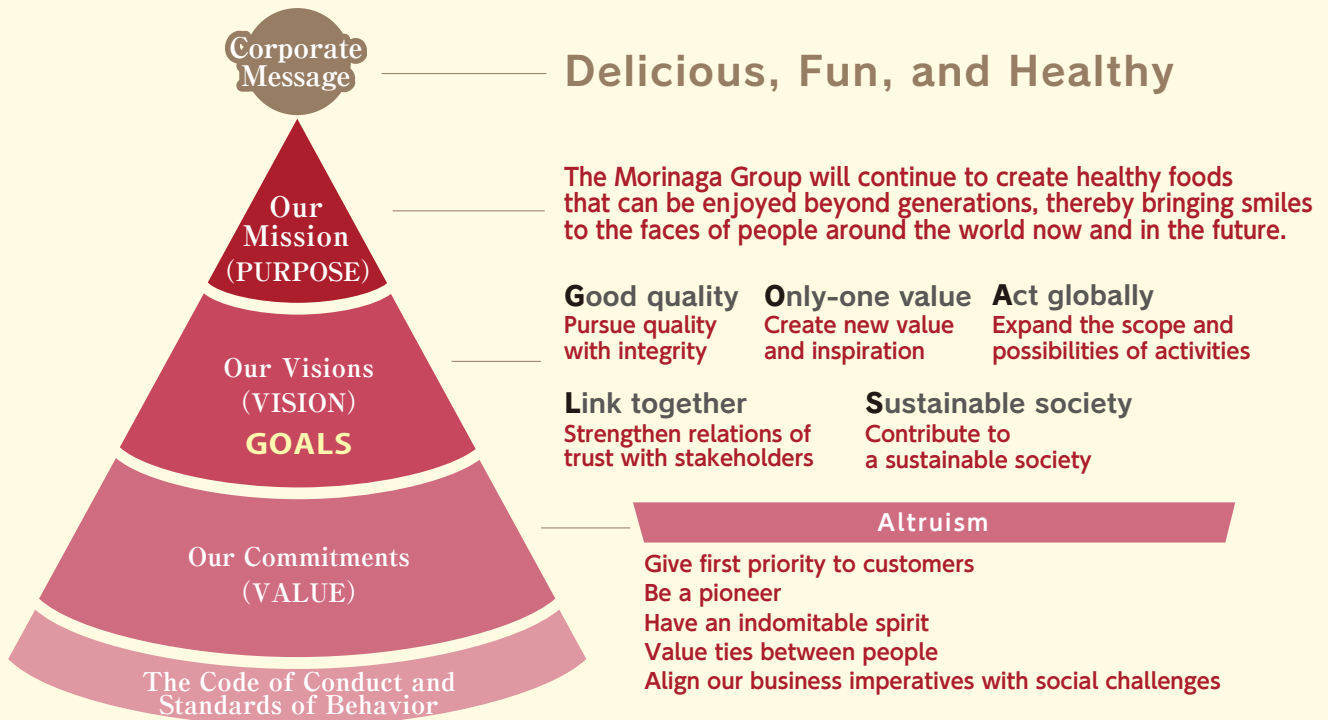 Corporate
Message
Delicious, Fun, and Healthy
Our
Mission
(PURPOSE)
The Morinaga Group will continue to create healthy foods
that can be enjoyed beyond generations, thereby bringing smiles
to the faces of people around the world now and in the future.
Our Visions
(VISION)
GOALS
Good quality
Pursue quality
with integrity
Only-one value
Create new value
and inspiration
Act globally
Expand the scope and
possibilities of activities
Link together
Strengthen relations of
trust with stakeholders
Sustainable society
Contribute to
a sustainable society
Our Commitments
(VALUE)
Altruism
Give first priority to customers
Be a pioneer
Have an indomitable spirit
Value ties between people
Align our business imperatives with social challenges
The Code of Conduct and
Standards of Behavior